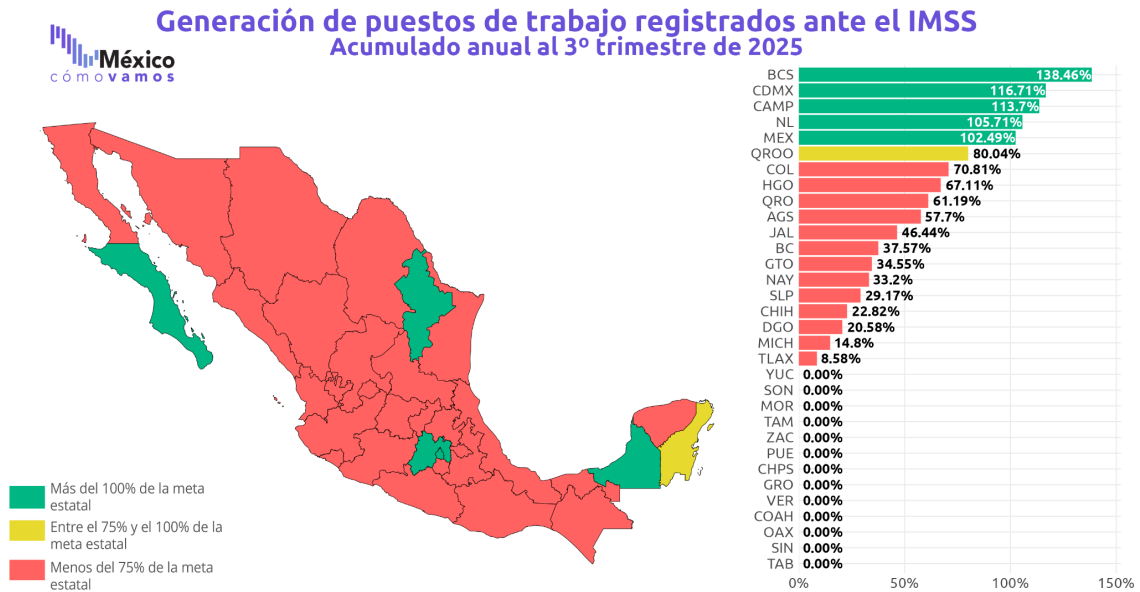 Generación de puestos de trabajo registrados ante el IMSS
Acumulado anual al 3º trimestre de 2025
México
cómovamos
BCS 138.46%
CDMX 116.71%
CAMP 113.7%
NL 105.71%
MEX 102.49%
QROO 80.04%
COL 70.81%
HGO 67.11%
QRO 61.19%
AGS 57.7%
JAL 46.44%
BC 37.57%
GTO 34.55%
NAY 33.2%
SLP 29.17%
CHIH 22.82%
DGO 20.58%
MICH 14.8%
TLAX 8.58%
YUC 0.00%
SON 0.00%
MOR 0.00%
TAM 0.00%
ZAC 0.00%
PUE 0.00%
CHPS 0.00%
GRO 0.00%
VER 0.00%
COAH 0.00%
OAX 0.00%
SIN 0.00%
TAB 0.00%
0% 50% 100% 150%
Más del 100% de la meta
estatal
Entre el 75% y el 100% de la
meta estatal
Menos del 75% de la meta
estatal